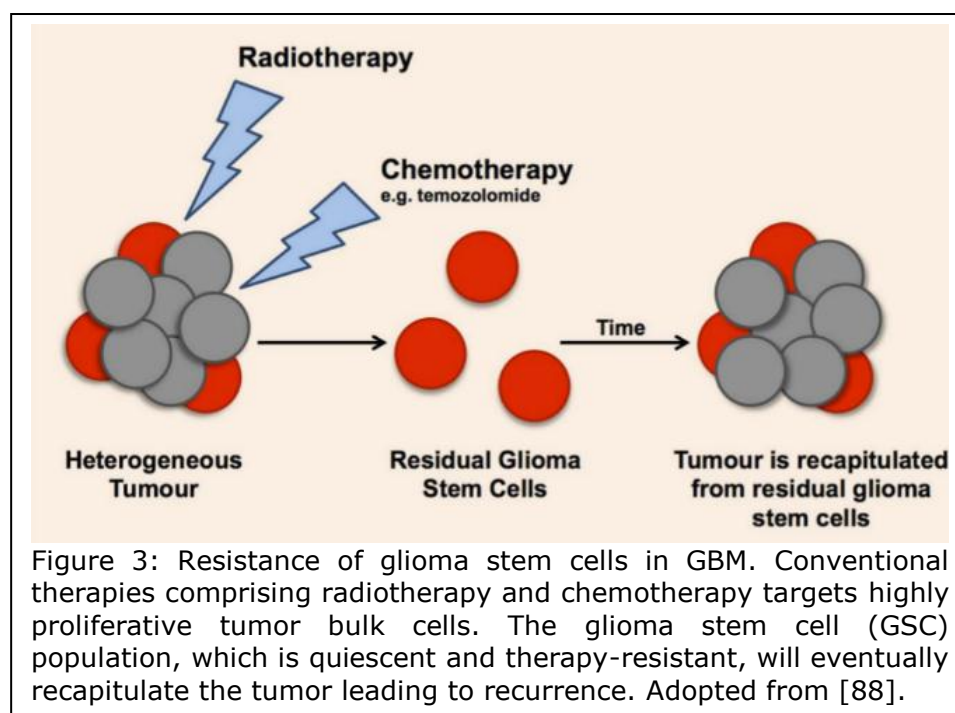 Radiotherapy
Chemotherapy
e.g. temozolomide
Time
Heterogeneous
Tumour
Residual Glioma
Stem Cells
Tumour is recapitulated
from residual glioma
stem cells
Figure 3: Resistance of glioma stem cells in GBM. Conventional
therapies comprising radiotherapy and chemotherapy targets highly
proliferative tumor bulk cells. The glioma stem cell (GSC)
population, which is quiescent and therapy-resistant, will eventually
recapitulate the tumor leading to recurrence. Adopted from [88].